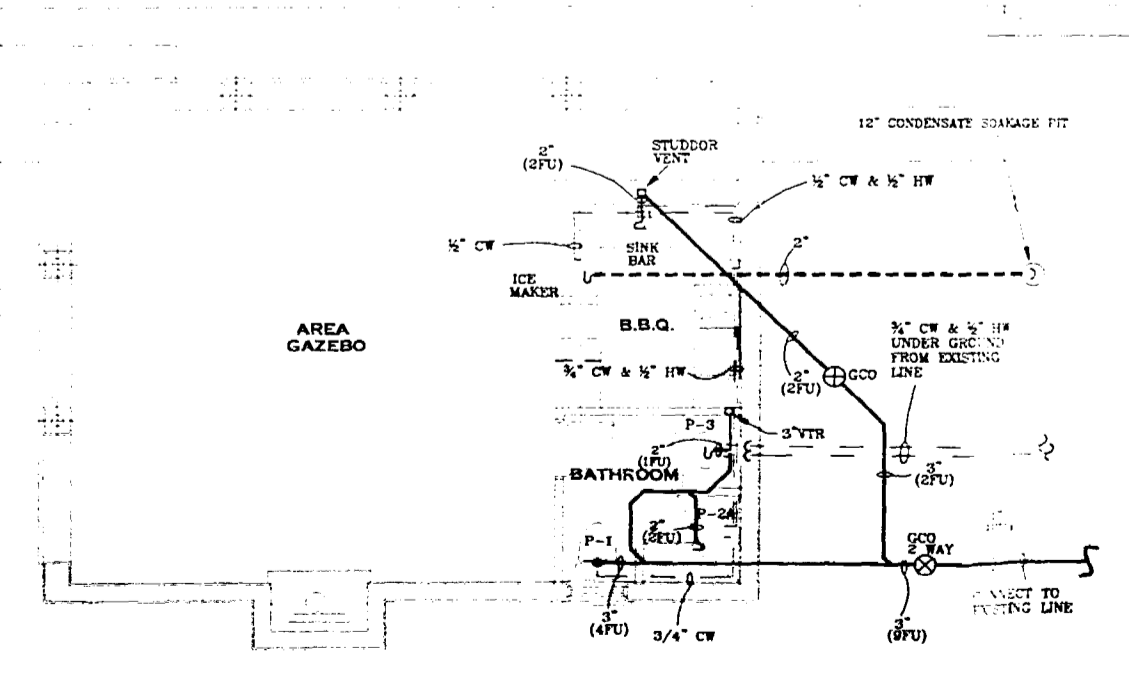 12" CONDENSATE SOAKAGE PIT
STUDDOR
VENT
2"
(2FU)
½" CW & ½" HW
½" CW
SINK
BAR
2"
ICE
MAKER
AREA
GAZEBO
B.B.Q.
¾" CW & ½" HW
UNDER GROUND
FROM EXISTING
LINE
¾" CW & ½" HW
2"
(2FU)
GCO
P-3
3"VTR
2"
(1FU)
BATHROOM
3"
(2FU)
P-2A
2"
(2FU)
P-1
GCO
2 WAY
TO
LINE
3"
(4FU)
3/4" CW
3"
(9FU)